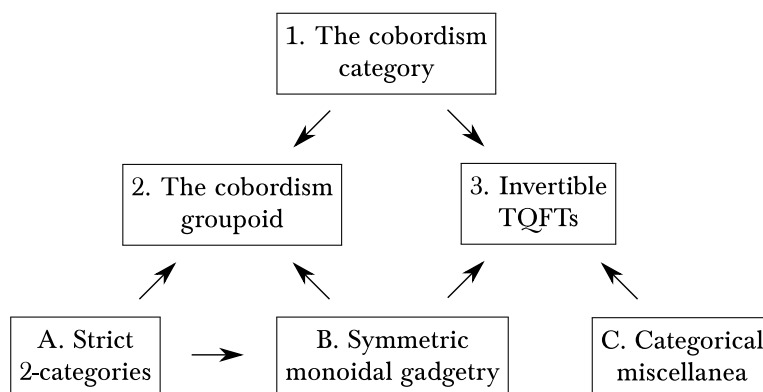 1. The cobordism
category
2. The cobordism
groupoid
3. Invertible
TQFTs
A. Strict
2-categories
B. Symmetric
monoidal gadgetry
C. Categorical
miscellanea